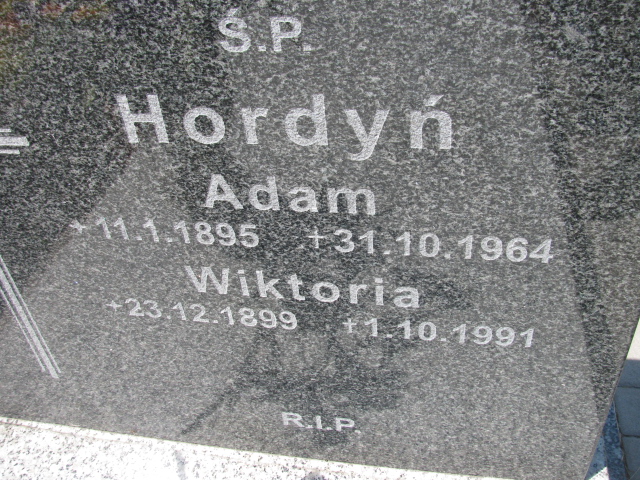 Ś.P.
Hordyń
Adam
+11.1.1895 +31.10.1964
Wiktoria
+23.12.1899 +1.10.1991
R.I.P.